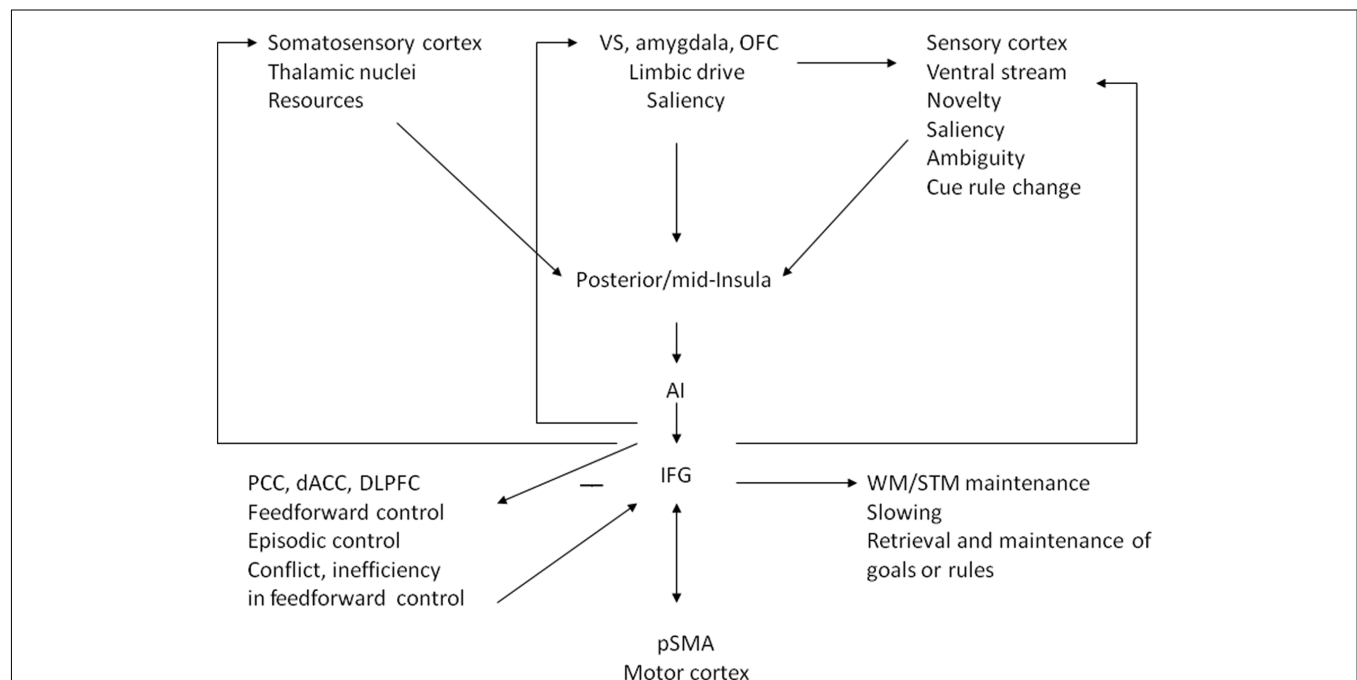 Somatosensory cortex
Thalamic nuclei
Resources
VS, amygdala, OFC
Limbic drive
Saliency
Sensory cortex
Ventral stream
Novelty
Saliency
Ambiguity
Cue rule change
Posterior/mid-Insula
AI
IFG
PCC, dACC, DLPFC
Feedforward control
Episodic control
Conflict, inefficiency
in feedforward control
WM/STM maintenance
Slowing
Retrieval and maintenance of
goals or rules
pSMA
Motor cortex